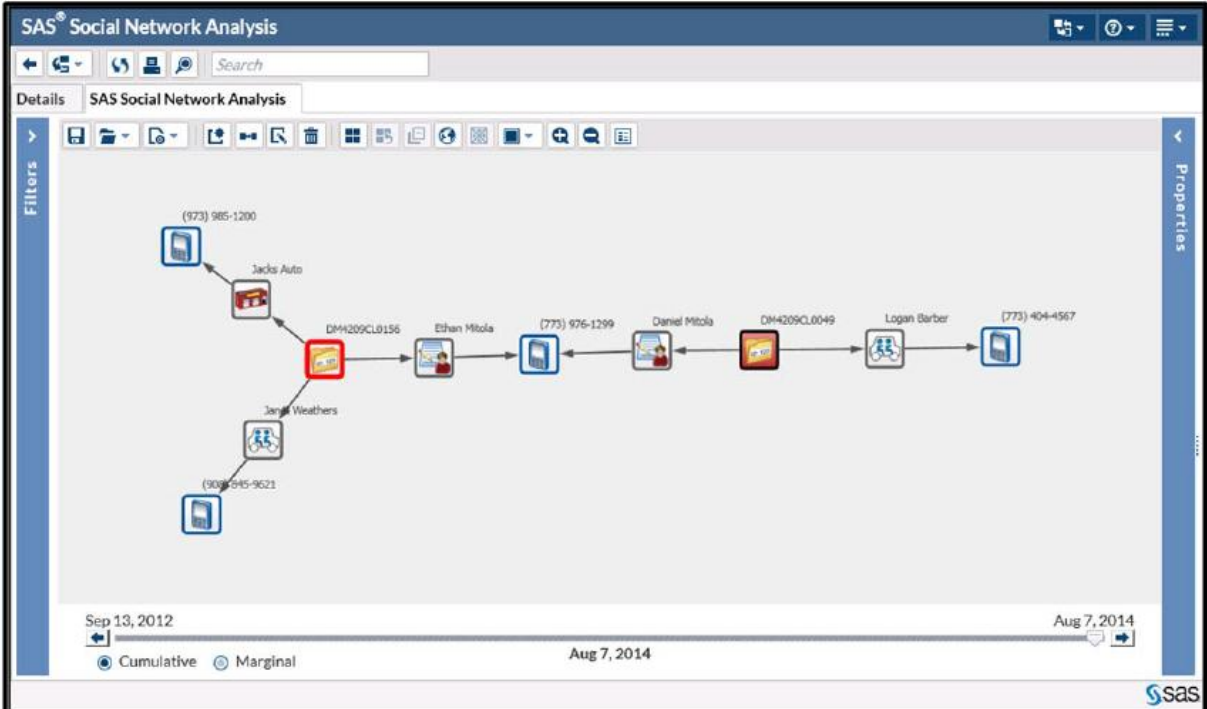 SAS® Social Network Analysis
Search
Details SAS Social Network Analysis
Filters
Properties
(973) 985-1200
Jacks Auto
DM4209CL0156
Ethan Mitola
(773) 976-1299
Daniel Mitola
DM4209CL0049
Logan Barber
(773) 404-4567
Weathers
845-9621
Sep 13, 2012
Aug 7, 2014
Aug 7, 2014
Cumulative Marginal
sas